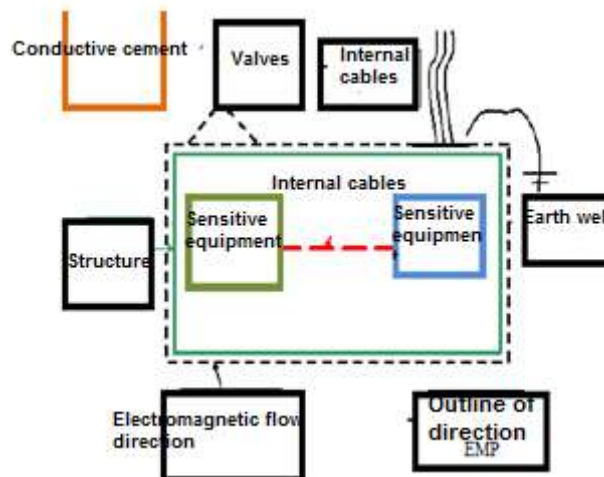 Conductive cement
Valves
Internal
cables
Internal cables
Sensitive
equipment
Sensitive
equipmen
Earth wel
Structure
Electromagnetic flow
direction
Outline of
direction
EMP